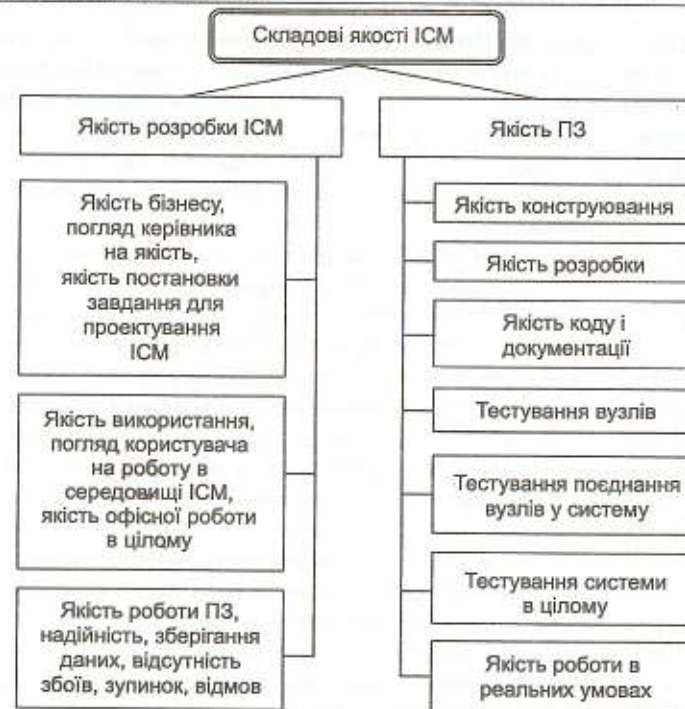 Складові якості ІСМ
Якість розробки ІСМ
Якість бізнесу,
погляд керівника
на якість,
якість постановки
завдання для
проектування
ІСМ
Якість використання,
погляд користувача
на роботу в
середовищі ІСМ,
якість офісної роботи
в цілому
Якість роботи ПЗ,
надійність, зберігання
даних, відсутність
збоїв, зупинок, відмов
Якість ПЗ
Якість конструювання
Якість розробки
Якість коду і
документації
Тестування вузлів
Тестування поєднання
вузлів у систему
Тестування системи
в цілому
Якість роботи в
реальних умовах